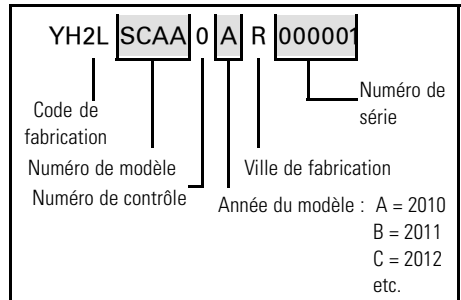 YH2L SCAA 0 A R 000001
Numéro de
série
Code de
fabrication
Numéro de modèle
Ville de fabrication
Numéro de contrôle
Année du modèle : A = 2010
B = 2011
C = 2012
etc.